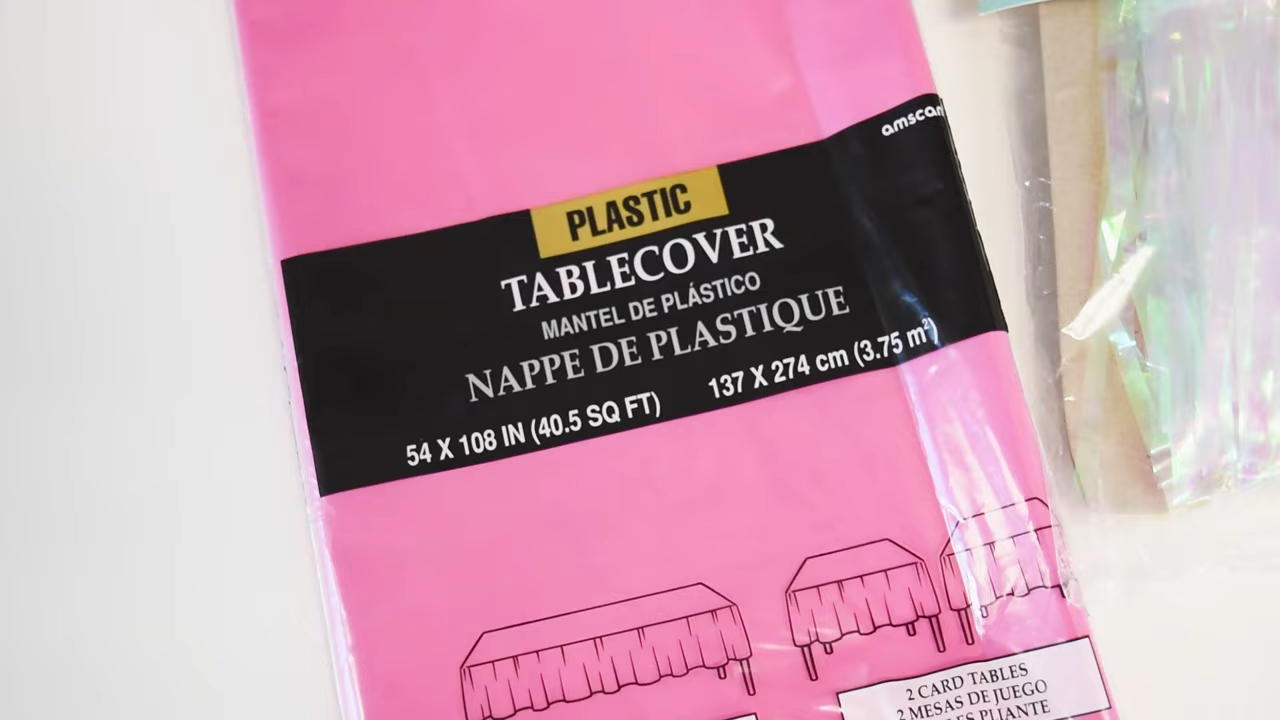 amscan
PLASTIC
TABLECOVER
MANTEL DE PLÁSTICO
NAPPE DE PLASTIQUE
54 X 108 IN (40.5 SQ FT) 137 X 274 cm (3.75 m²)
2 CARD TABLES
2 MESAS DE JUEGO
PLIANTE